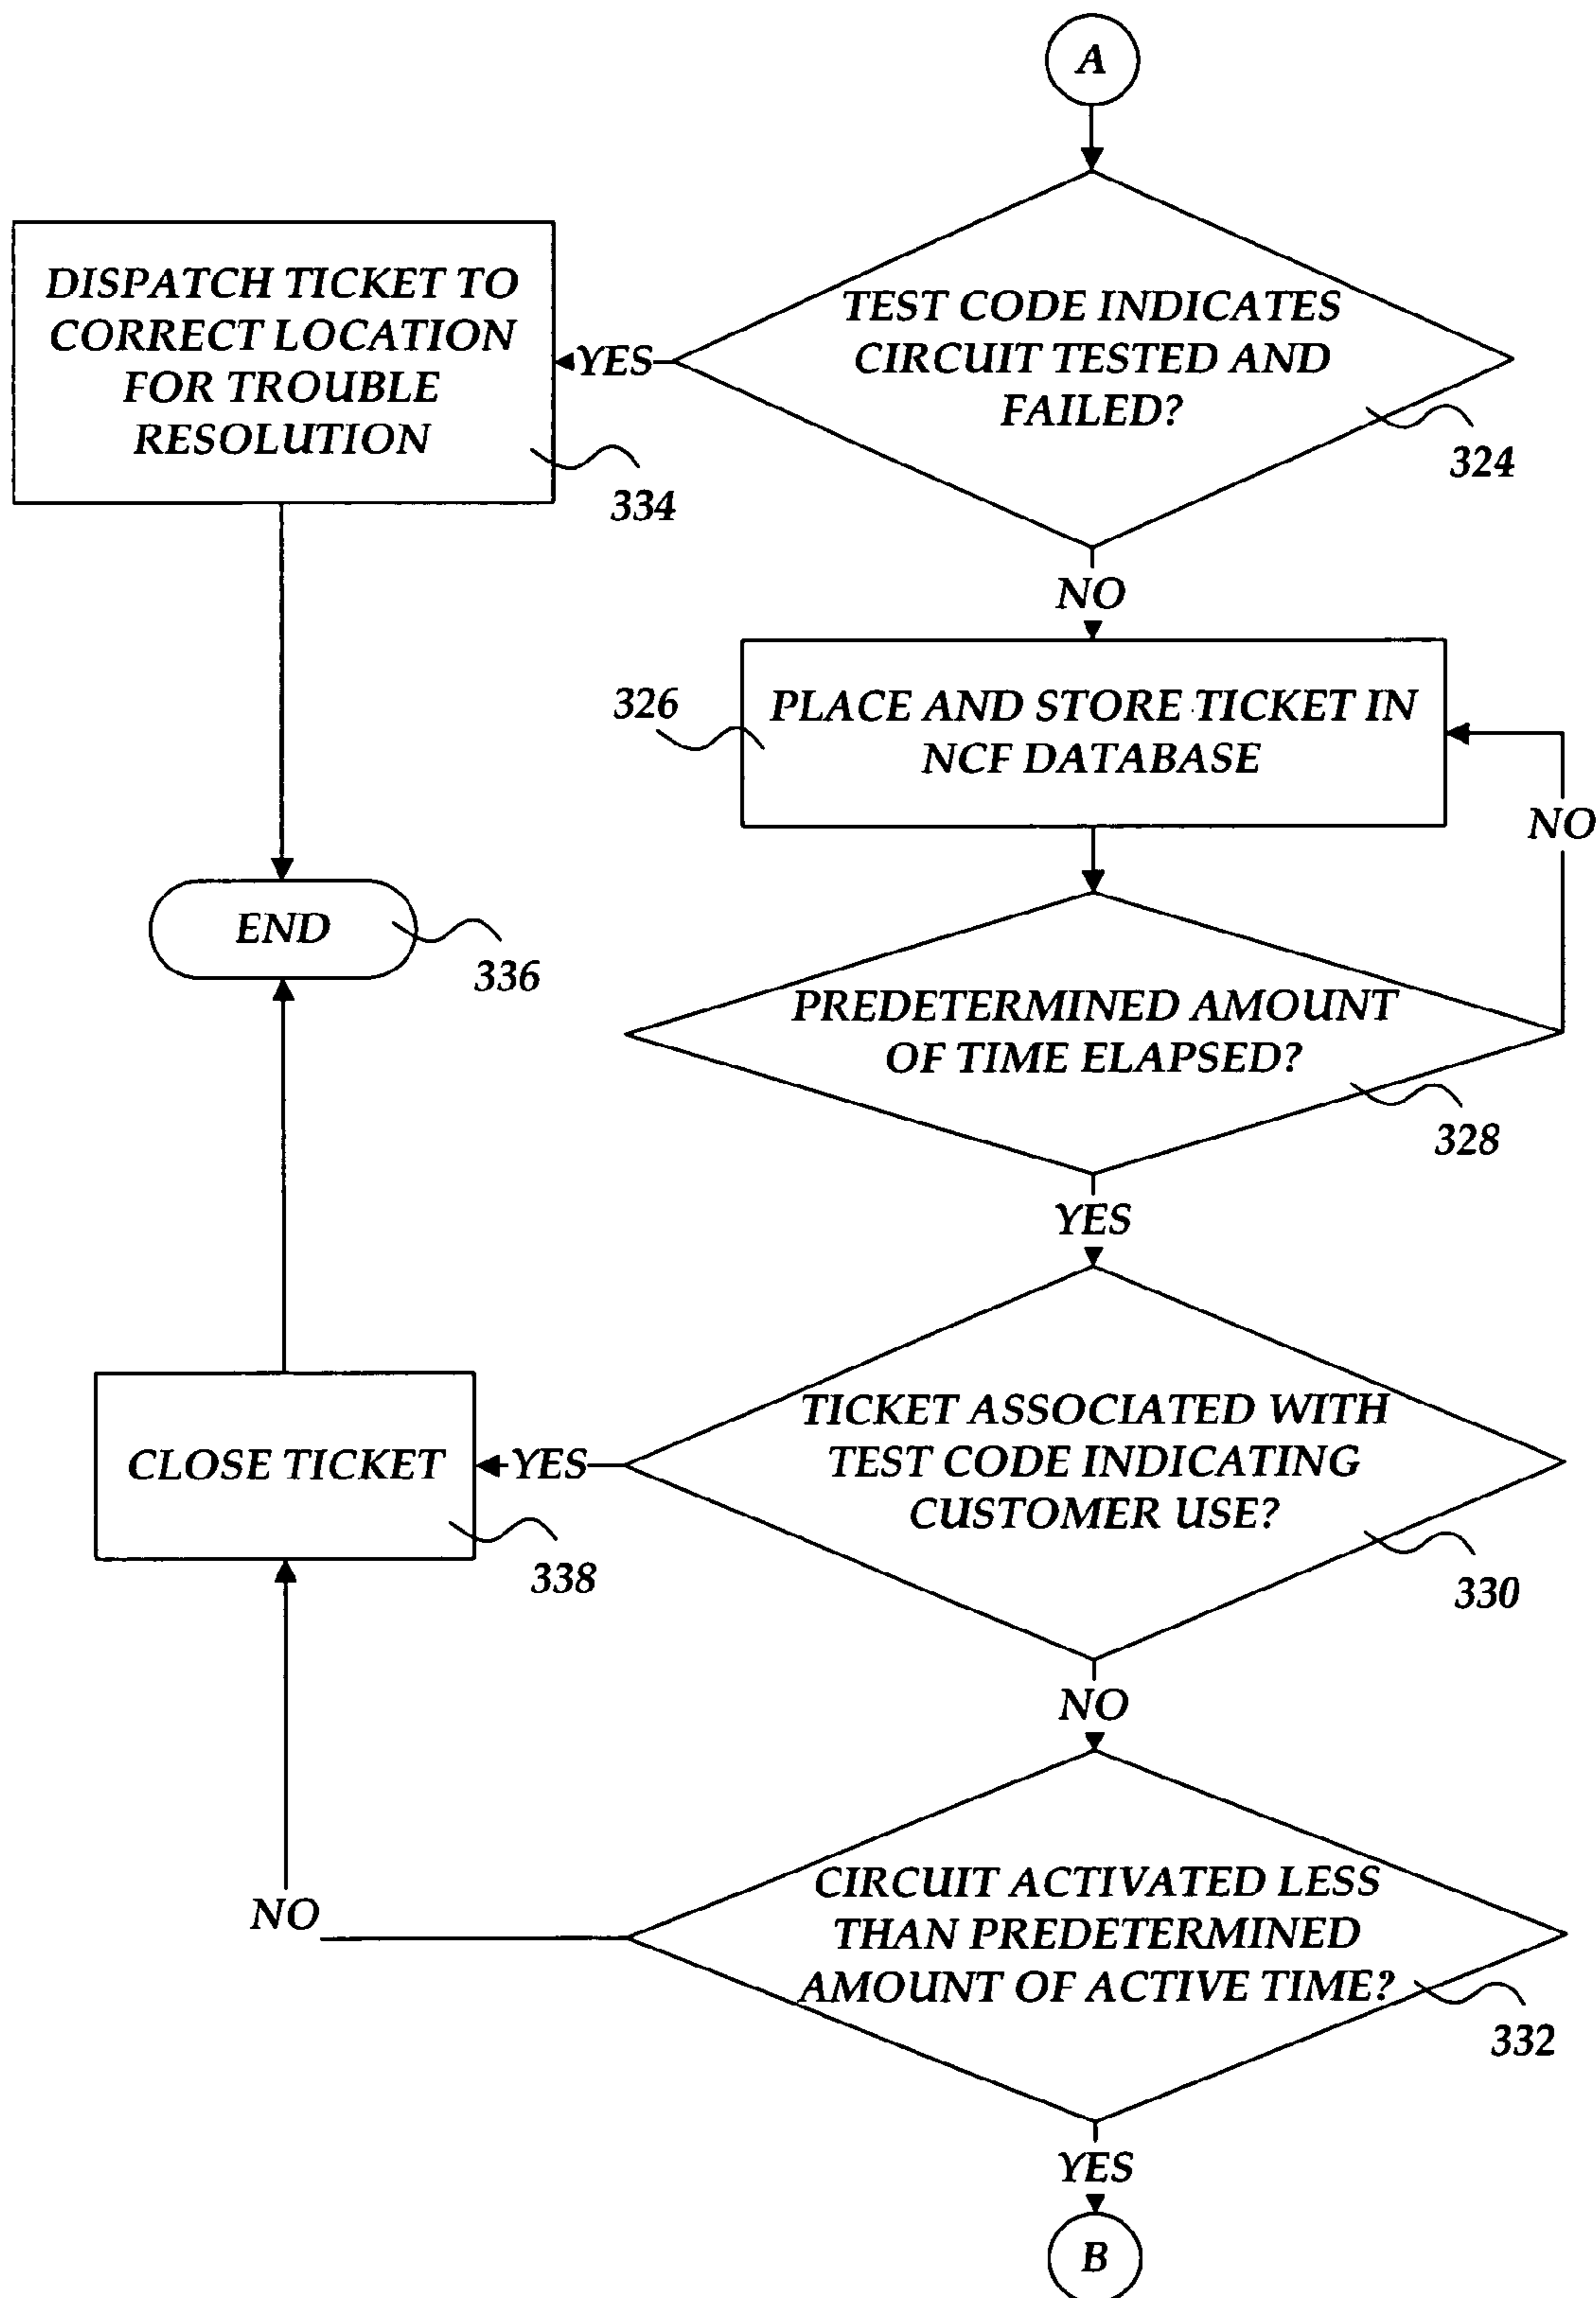 A
DISPATCH TICKET TO
CORRECT LOCATION
FOR TROUBLE
RESOLUTION
334
YES
TEST CODE INDICATES
CIRCUIT TESTED AND
FAILED?
324
NO
326
PLACE AND STORE TICKET IN
NCF DATABASE
NO
END
336
PREDETERMINED AMOUNT
OF TIME ELAPSED?
328
YES
CLOSE TICKET
338
YES
TICKET ASSOCIATED WITH
TEST CODE INDICATING
CUSTOMER USE?
330
NO
NO
CIRCUIT ACTIVATED LESS
THAN PREDETERMINED
AMOUNT OF ACTIVE TIME?
332
YES
B